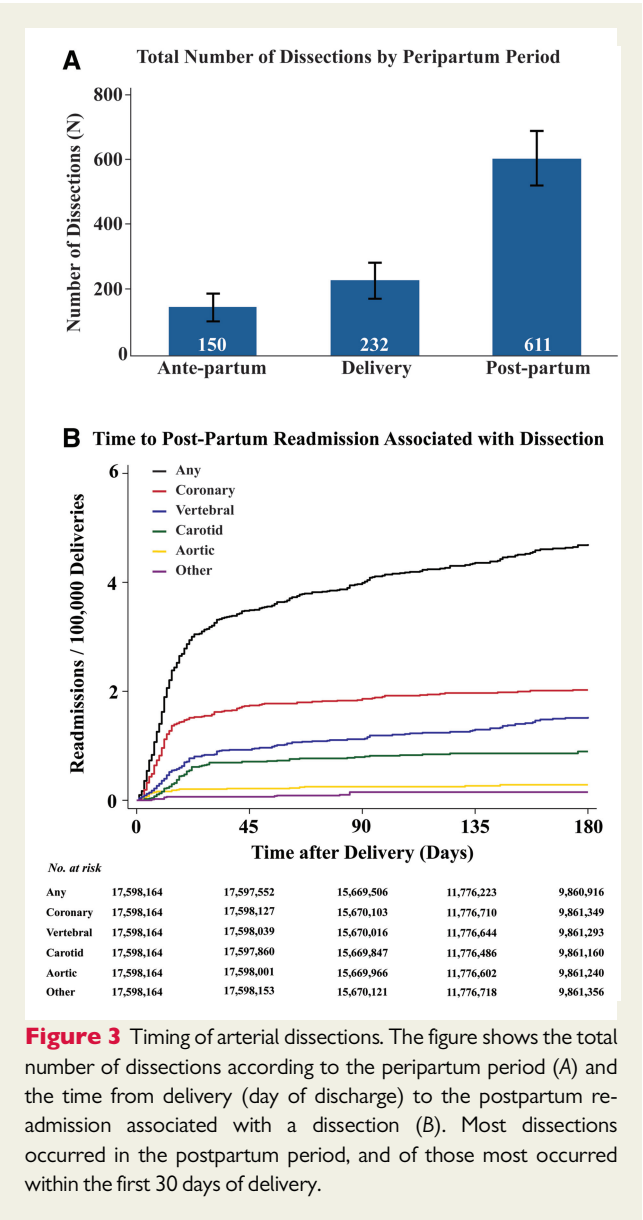 A Total Number of Dissections by Peripartum Period
Number of Dissections (N)
800
600
400
200
0
150
232
611
Ante-partum
Delivery
Post-partum
B Time to Post-Partum Readmission Associated with Dissection
Readmissions / 100,000 Deliveries
6
4
2
0
Any
Coronary
Vertebral
Carotid
Aortic
Other
0 45 90 135 180
Time after Delivery (Days)
No. at risk
Any 17,598,164 17,597,552 15,669,506 11,776,223 9,860,916
Coronary 17,598,164 17,598,127 15,670,103 11,776,710 9,861,349
Vertebral 17,598,164 17,598,039 15,670,016 11,776,644 9,861,293
Carotid 17,598,164 17,597,860 15,669,847 11,776,486 9,861,160
Aortic 17,598,164 17,598,001 15,669,966 11,776,602 9,861,240
Other 17,598,164 17,598,153 15,670,121 11,776,718 9,861,356
Figure 3 Timing of arterial dissections. The figure shows the total
number of dissections according to the peripartum period (A) and
the time from delivery (day of discharge) to the postpartum re-
admission associated with a dissection (B). Most dissections
occurred in the postpartum period, and of those most occurred
within the first 30 days of delivery.